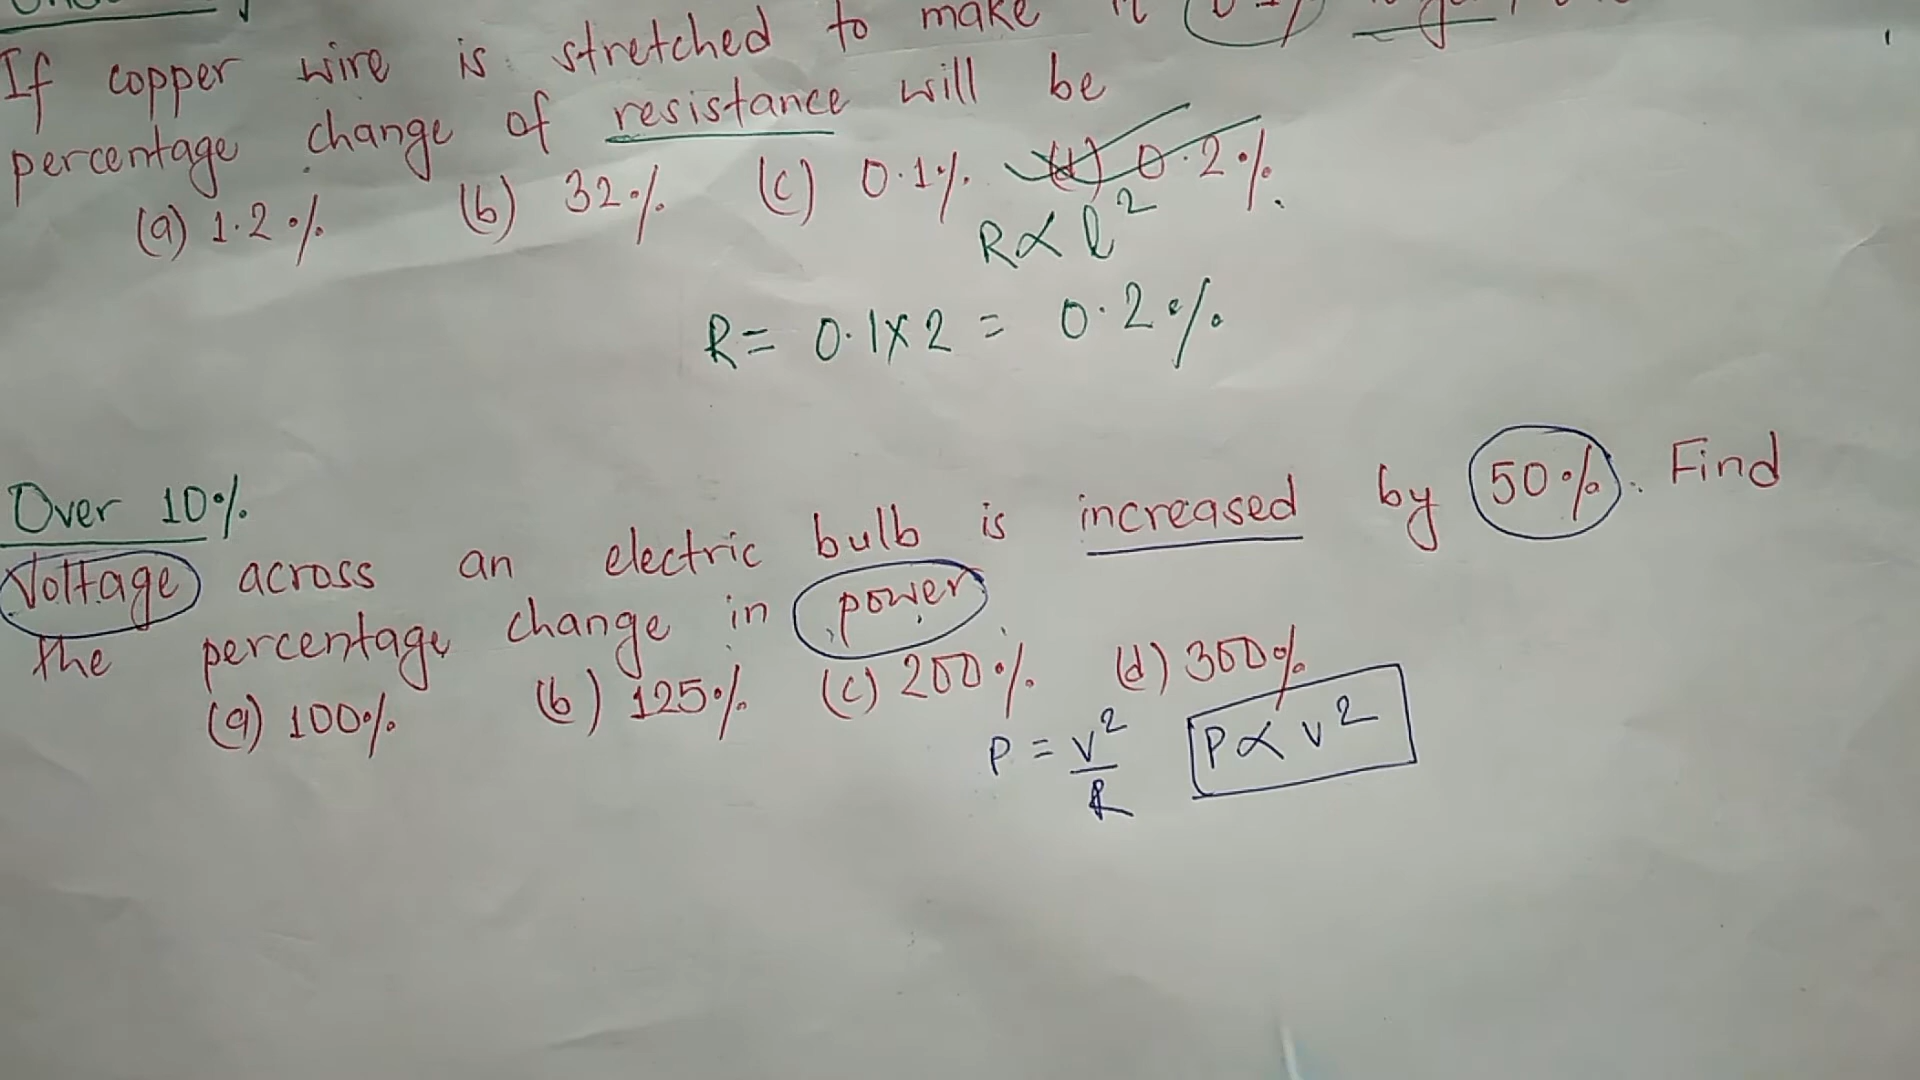 If copper wire is stretched to make it
percentage change of resistance will be
(a) 1.2% (b) 32% (c) 0.1% (d) 0.2%.
R ∝ l²
R = 0.1×2 = 0.2%
Over 10%
Voltage across an electric bulb is increased by 50%. Find
the percentage change in power
(a) 100% (b) 125% (c) 200% (d) 300%
P = v²/R P ∝ v²